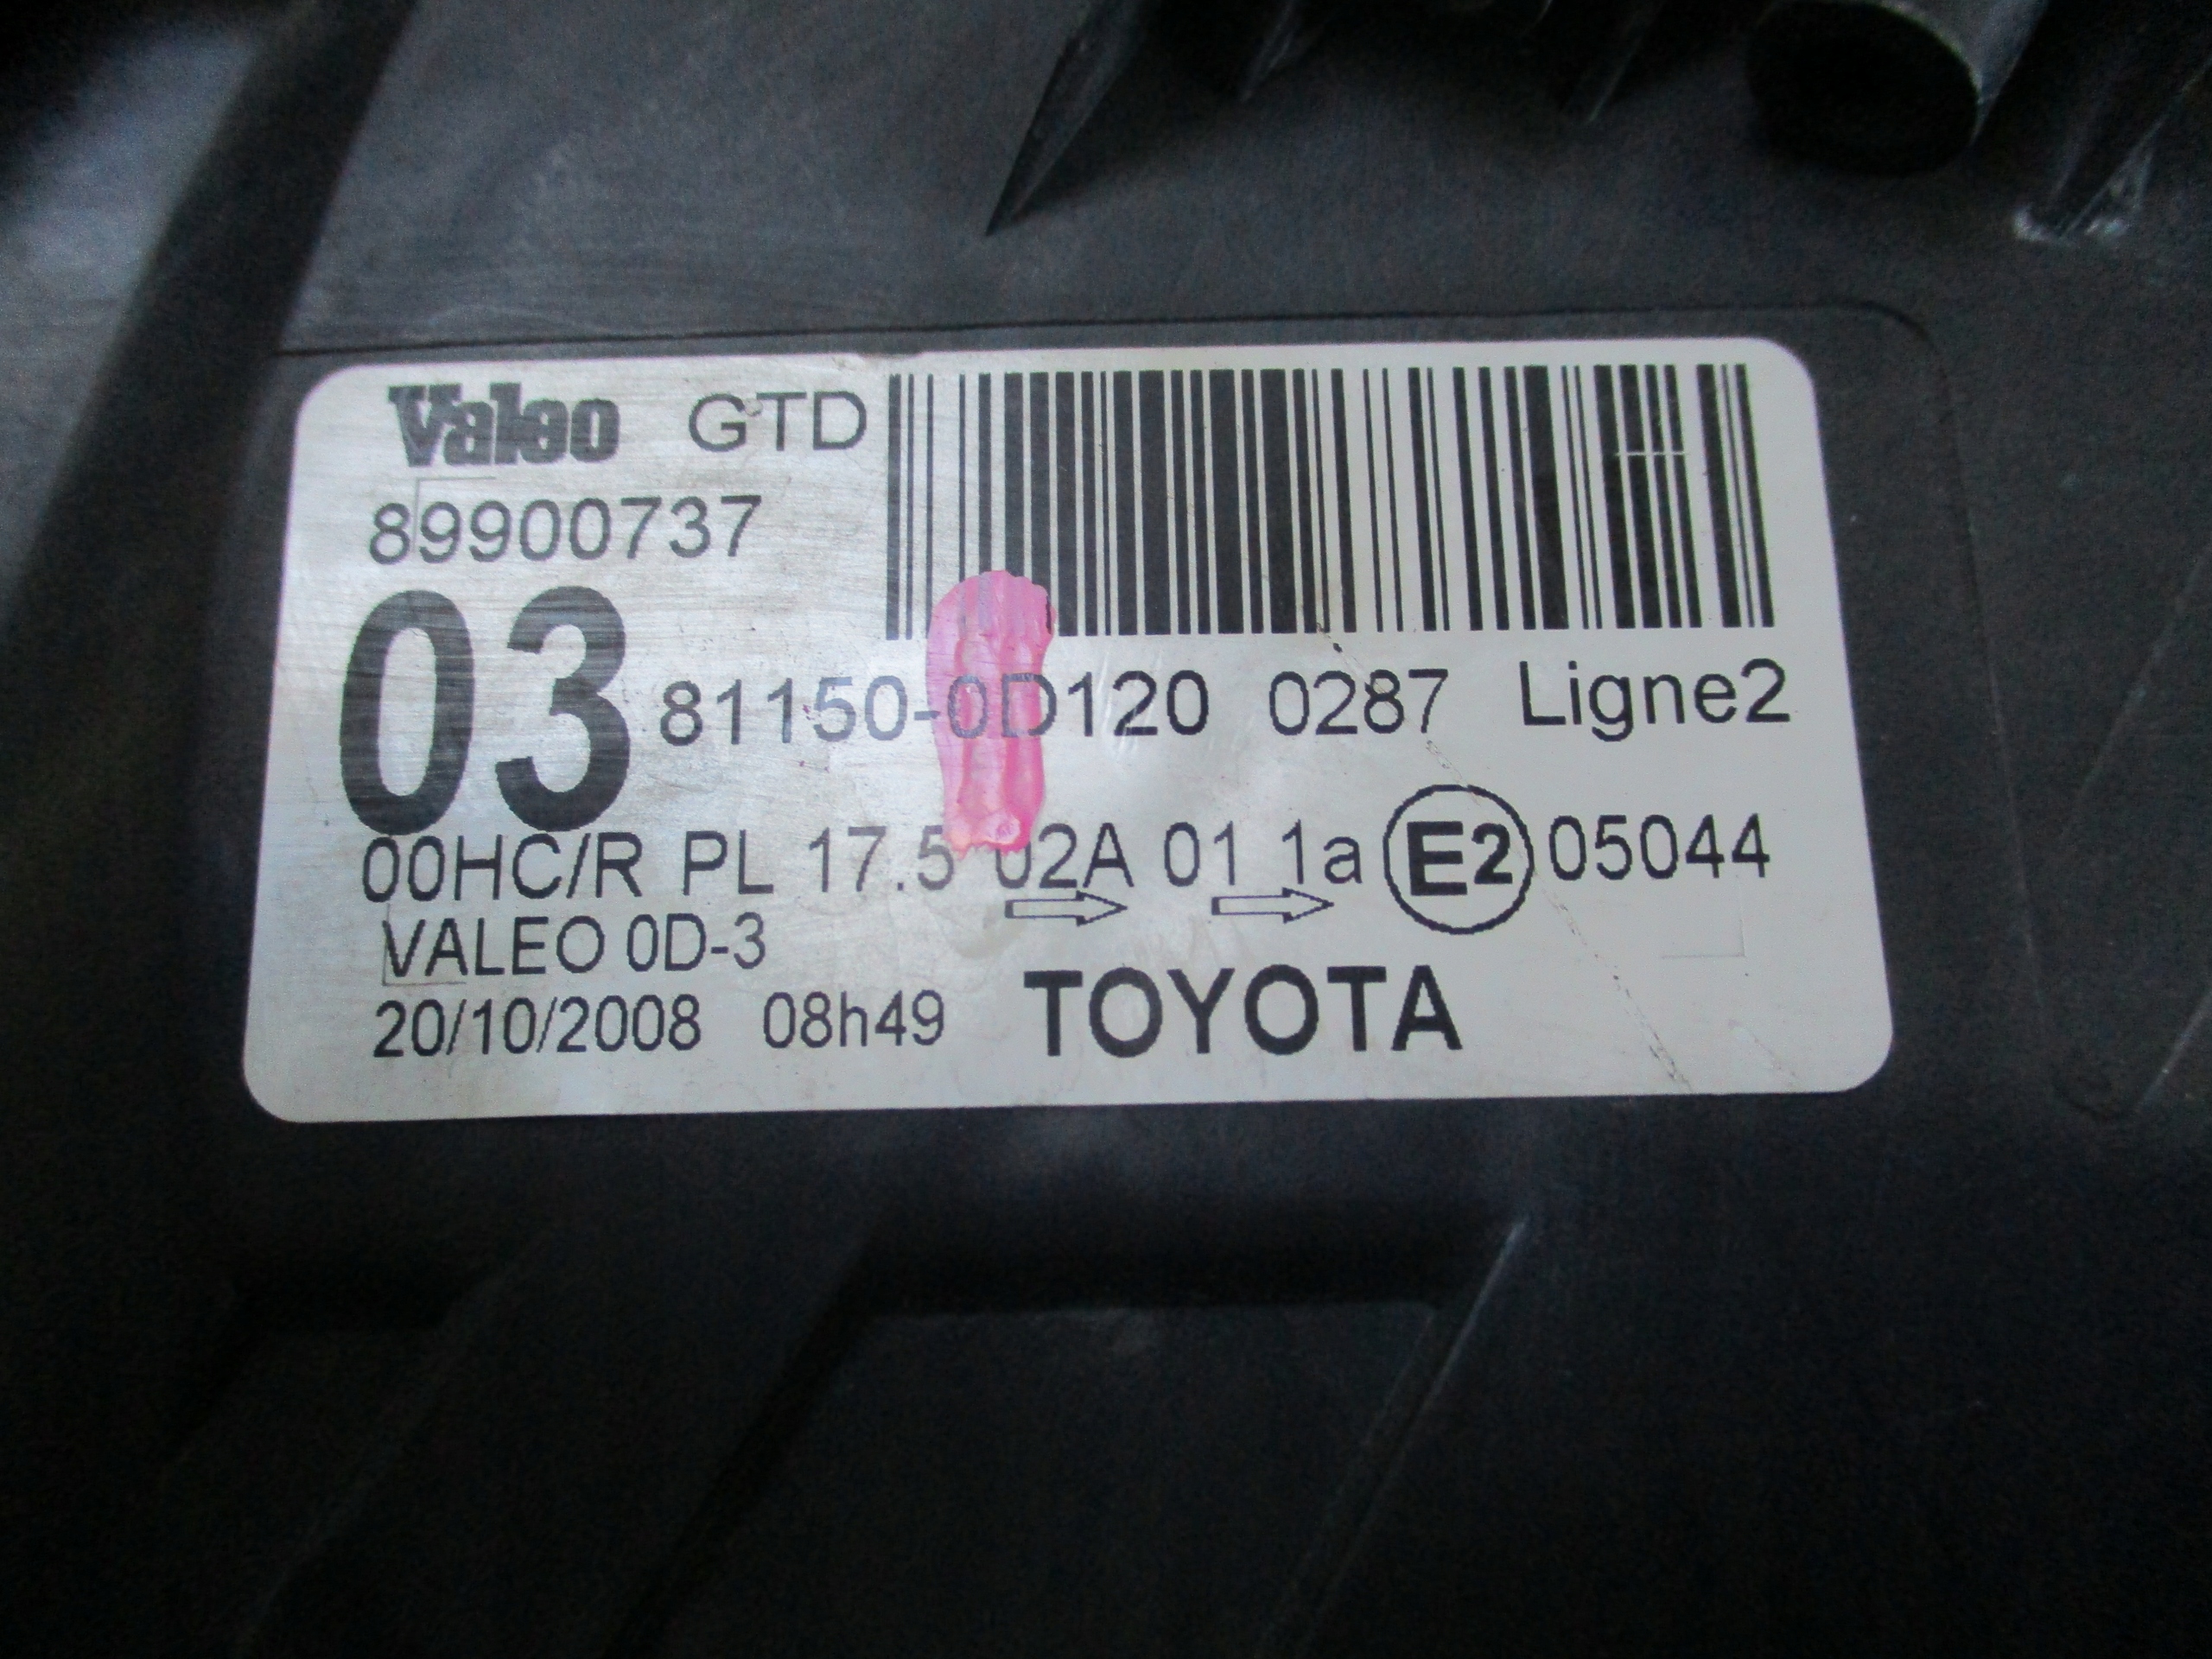 Valeo GTD
89900737
03
81150-0D120 0287 Ligne2
00HC/R PL 17.5 02A 01 1a E2 05044
VALEO 0D-3
20/10/2008 08h49 TOYOTA